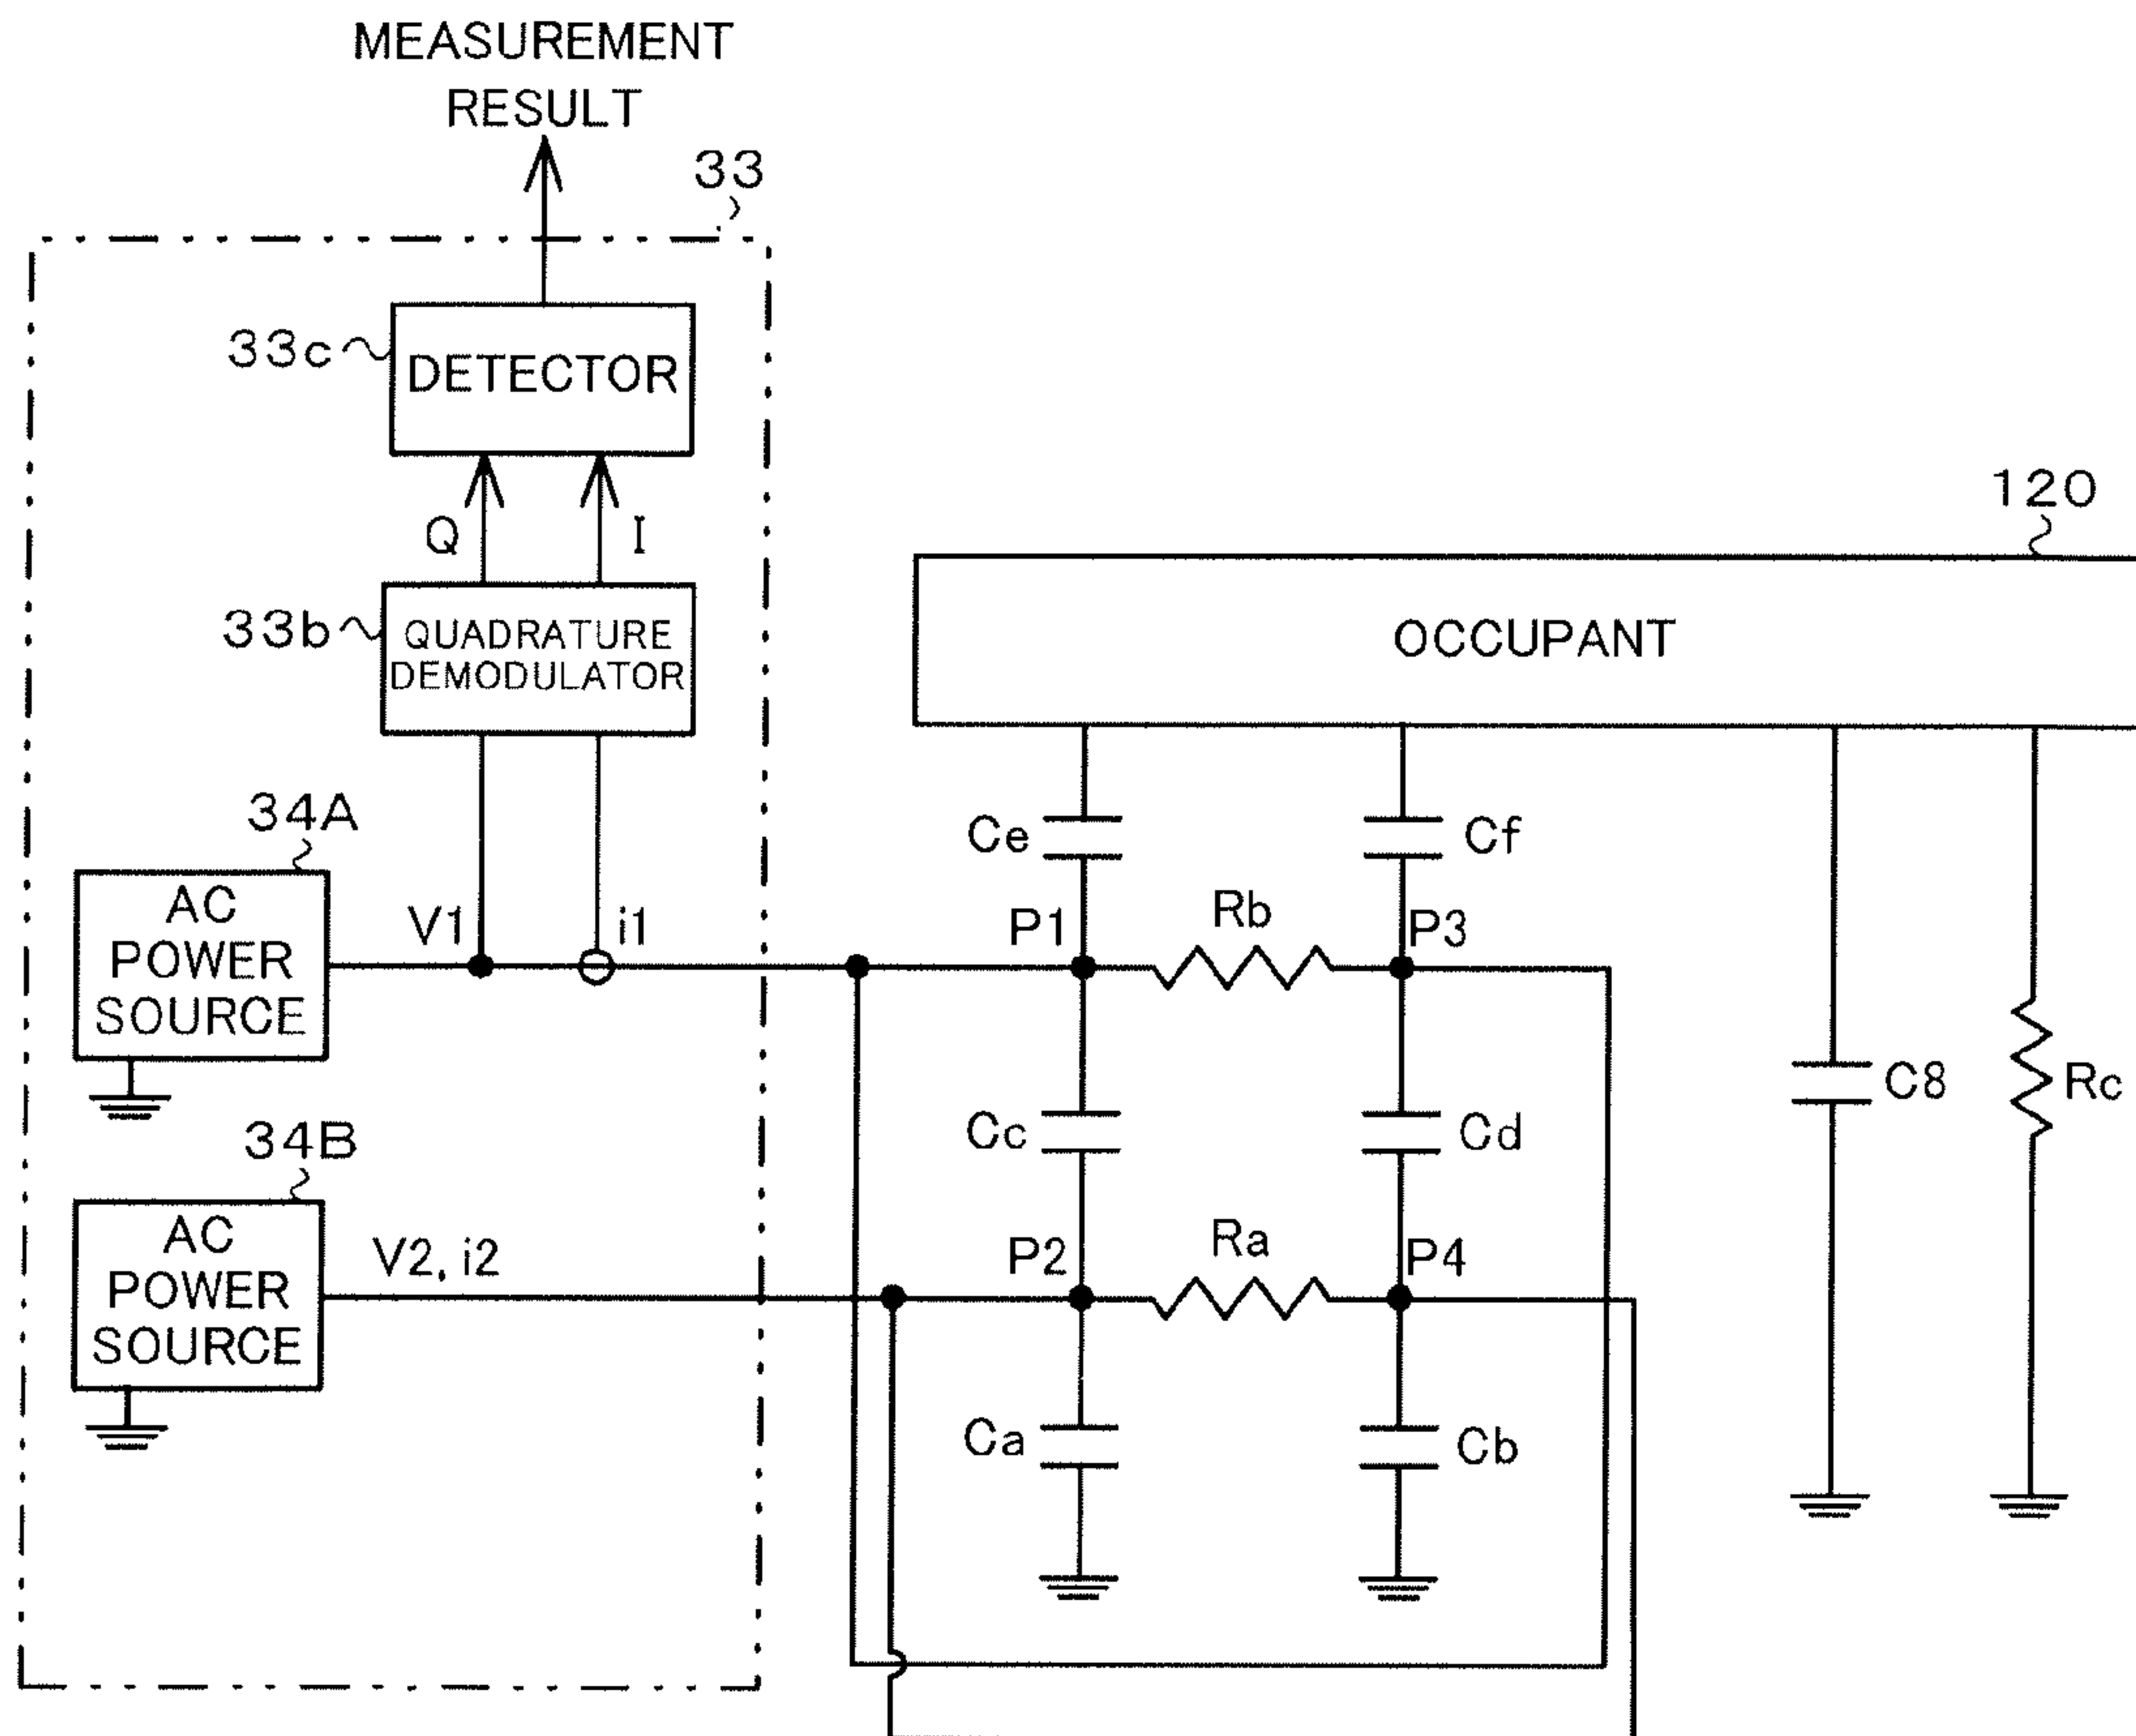 MEASUREMENT
RESULT
33
33c
DETECTOR
Q
I
120
33b
QUADRATURE
DEMODULATOR
OCCUPANT
34A
AC
POWER
SOURCE
V1
i1
Ce
Cf
P1
Rb
P3
Cc
Cd
C8
Rc
34B
AC
POWER
SOURCE
V2, i2
P2
Ra
P4
Ca
Cb